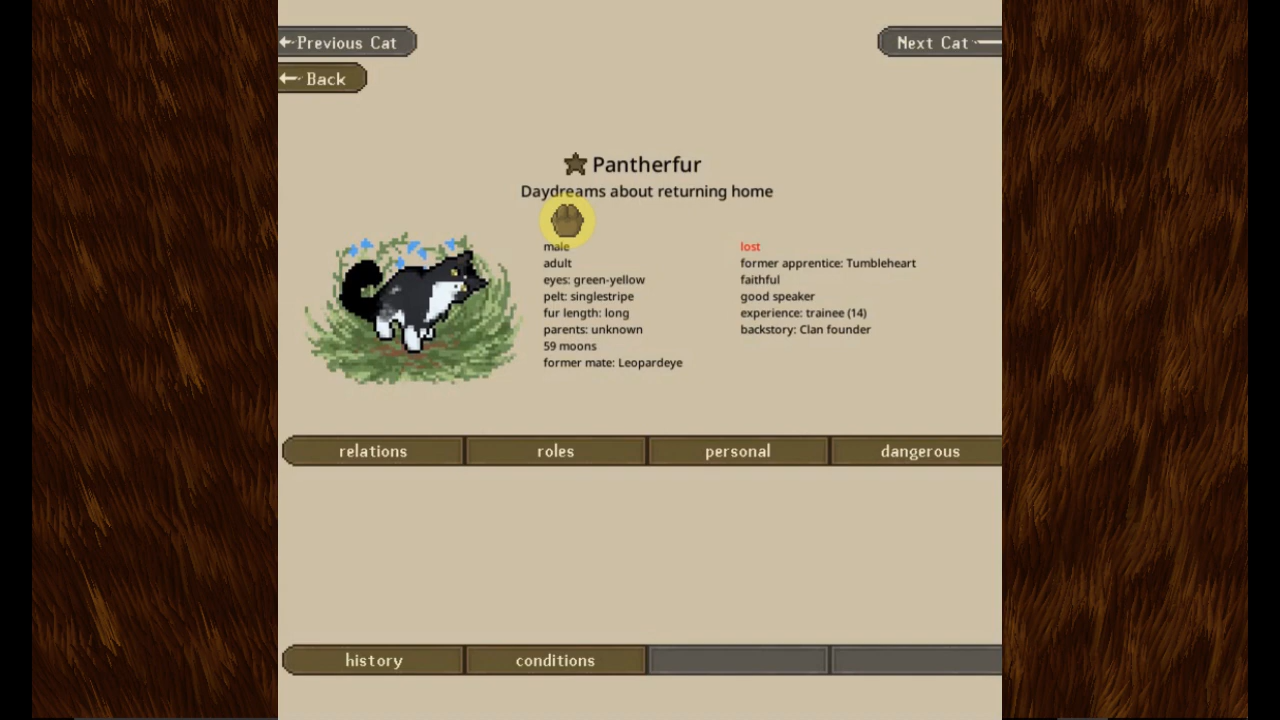 Previous Cat
Next Cat
Back
Pantherfur
Daydreams about returning home
male
adult
eyes: green-yellow
pelt: singlestripe
fur length: long
parents: unknown
59 moons
former mate: Leopardeye
lost
former apprentice: Tumbleheart
faithful
good speaker
experience: trainee (14)
backstory: Clan founder
relations
roles
personal
dangerous
history
conditions